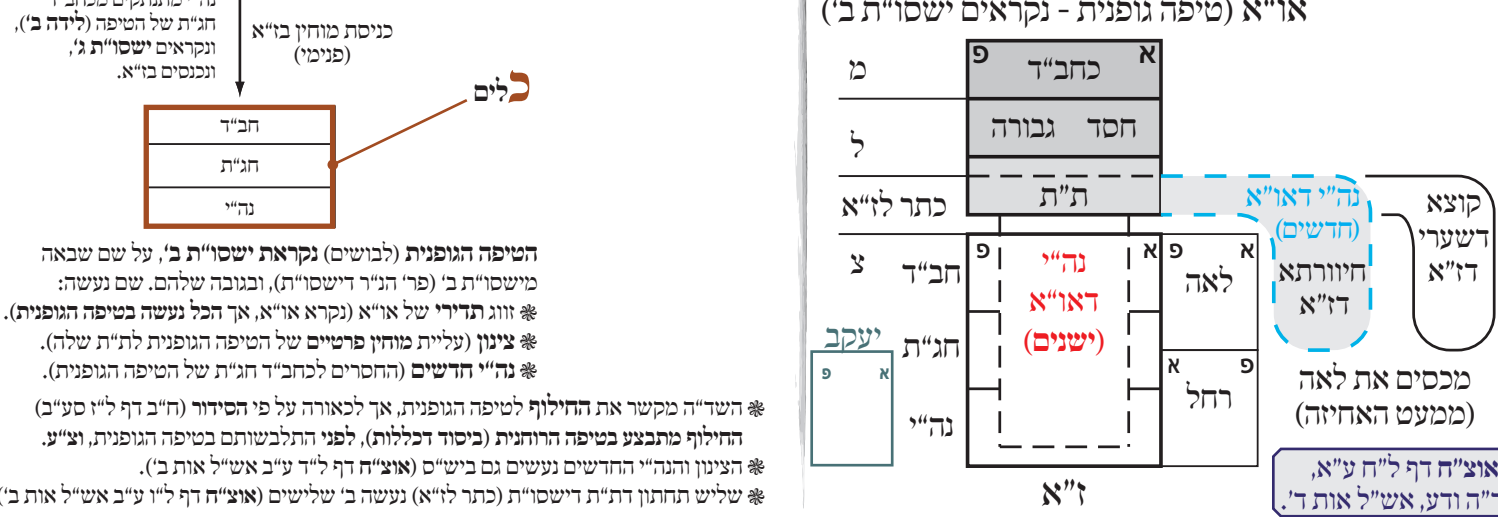 או״א (טיפה גופנית - נקראים ישסו״ת ב׳)
מ
ל
כתר לז״א
צ
א
פ
כחב״ד
חסד גבורה
ת״ת
נה״י דאו״א
(חדשים)
חיוורתא
דז״א
קוצא
דשערי
דז״א
א
פ
נה״י
דאו״א
(ישנים)
חב״ד
חג״ת
נה״י
א
פ
לאה
פ
א
רחל
יעקב
א
פ
ז״א
מכסים את לאה
(ממעט האחיזה)
אוצ״ח דף ל״ח ע״א,
ד״ה ודע, אש״ל אות ד׳.
חג״ת של הטיפה (לידה ב׳),
ונקראים ישסו״ת ג׳,
ונכנסים בז״א.
כניסת מוחין בז״א
(פנימי)
כלים
חב״ד
חג״ת
נה״י
הטיפה הגופנית (לבושים) נקראת ישסו״ת ב׳, על שם שבאה
מישסו״ת ב׳ (פר׳ הנ״ר דישסו״ת), ובגובה שלהם. שם נעשה:
❋ זווג תדירי של או״א (נקרא או״א, אך הכל נעשה בטיפה הגופנית).
❋ צינון (עליית מוחין פרטיים של הטיפה הגופנית לת״ת שלה).
❋ נה״י חדשים (החסרים לכחב״ד חג״ת של הטיפה הגופנית).
❋ השד״ה מקשר את החילוף לטיפה הגופנית, אך לכאורה על פי הסידור (ח״ב דף ל״ז סע״ב)
החילוף מתבצע בטיפה הרוחנית (ביסוד דכללות), לפני התלבשותם בטיפה הגופנית, וצ״ע.
❋ הצינון והנה״י החדשים נעשים גם ביש״ס (אוצ״ח דף ל״ד ע״ב אש״ל אות ב׳).
❋ שליש תחתון דת״ת דישסו״ת (כתר לז״א) נעשה ב׳ שלישים (אוצ״ח דף ל״ו ע״ב אש״ל אות ב׳)